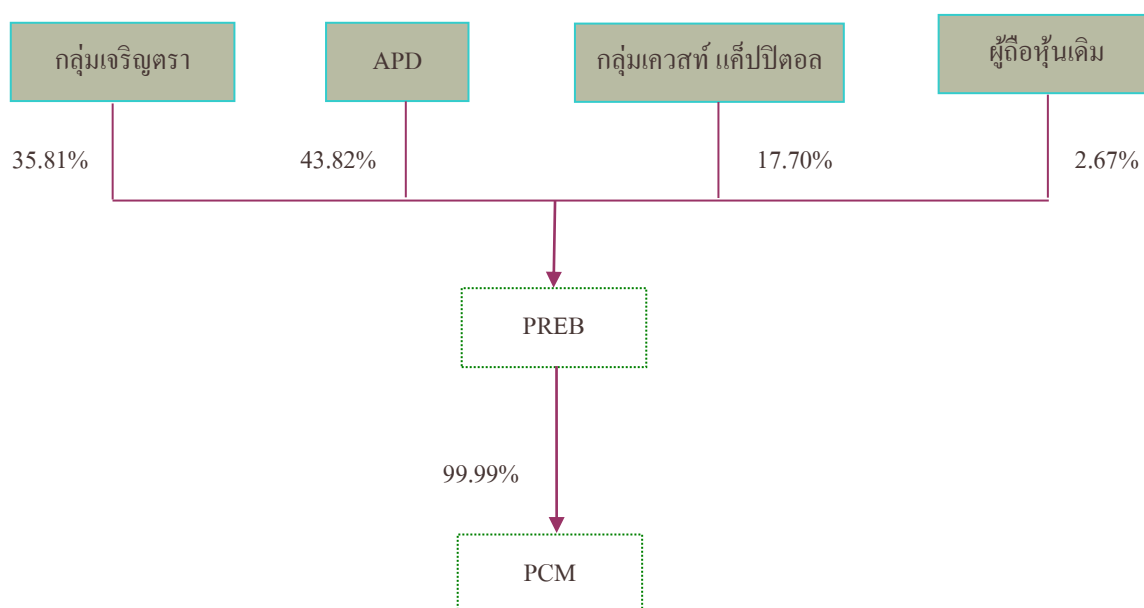 กลุ่มเจริญตรา
APD
กลุ่มเควสท์ แค็ปปิตอล
ผู้ถือหุ้นเดิม
35.81%
43.82%
17.70%
2.67%
PREB
99.99%
PCM